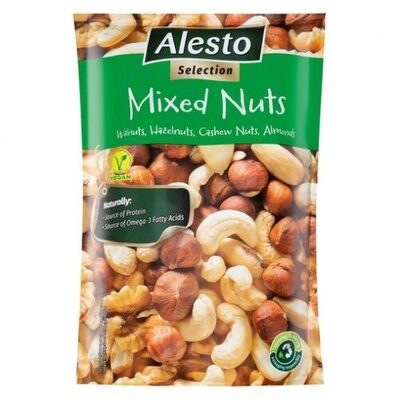 Alesto
Selection
Mixed Nuts
Walnuts, Hazelnuts, Cashew Nuts, Almonds
VEGAN
Naturally:
• Source of Protein
• Source of Omega-3 Fatty Acids